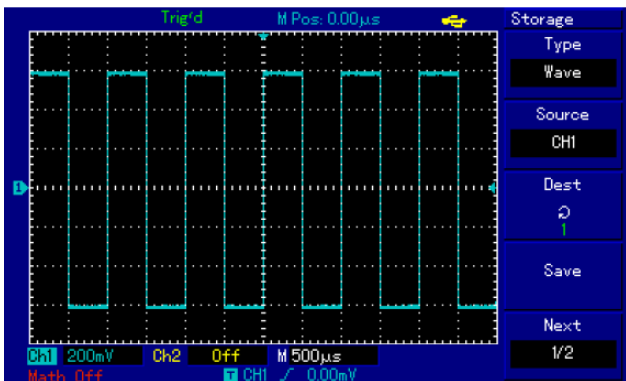 Trig'd M Pos: 0.00μs Storage
Type
Wave
Source
CH1
1 Dest
1
Save
Next
1/2
Ch1 200mV Ch2 Off M 500μs
Math Off T CH1 0.00mV